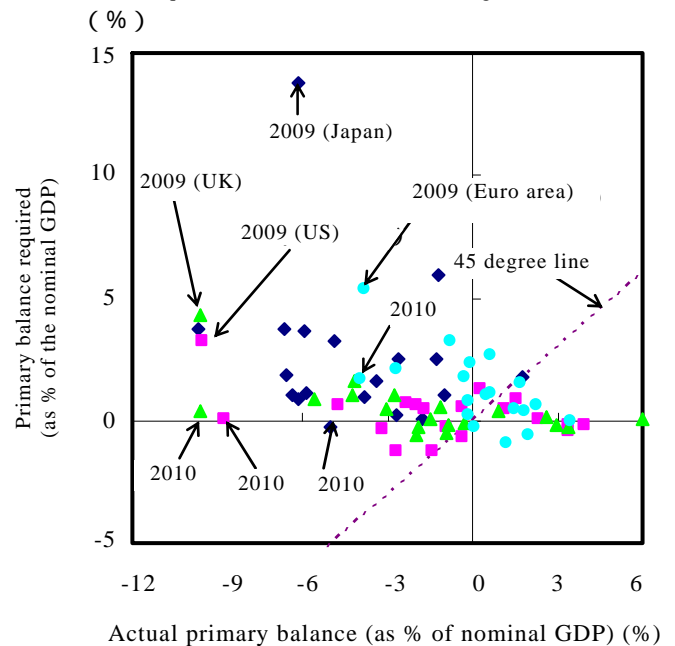 ( % )
15
10
5
0
-5
2009 (Japan)
2009 (UK)
2009 (Euro area)
2009 (US)
45 degree line
2010
2010
2010
2010
-12 -9 -6 -3 0 3 6
Primary balance required
(as % of the nominal GDP)
Actual primary balance (as % of nominal GDP) (%)